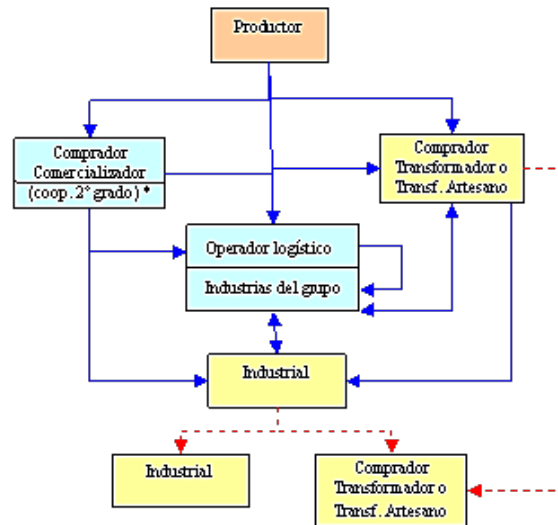 Productor
Comprador
Comercializador
(coop. 2º grado) *
Comprador
Transformador o
Transf. Artesano
Operador logístico
Industrias del grupo
Industrial
Industrial
Comprador
Transformador o
Transf. Artesano